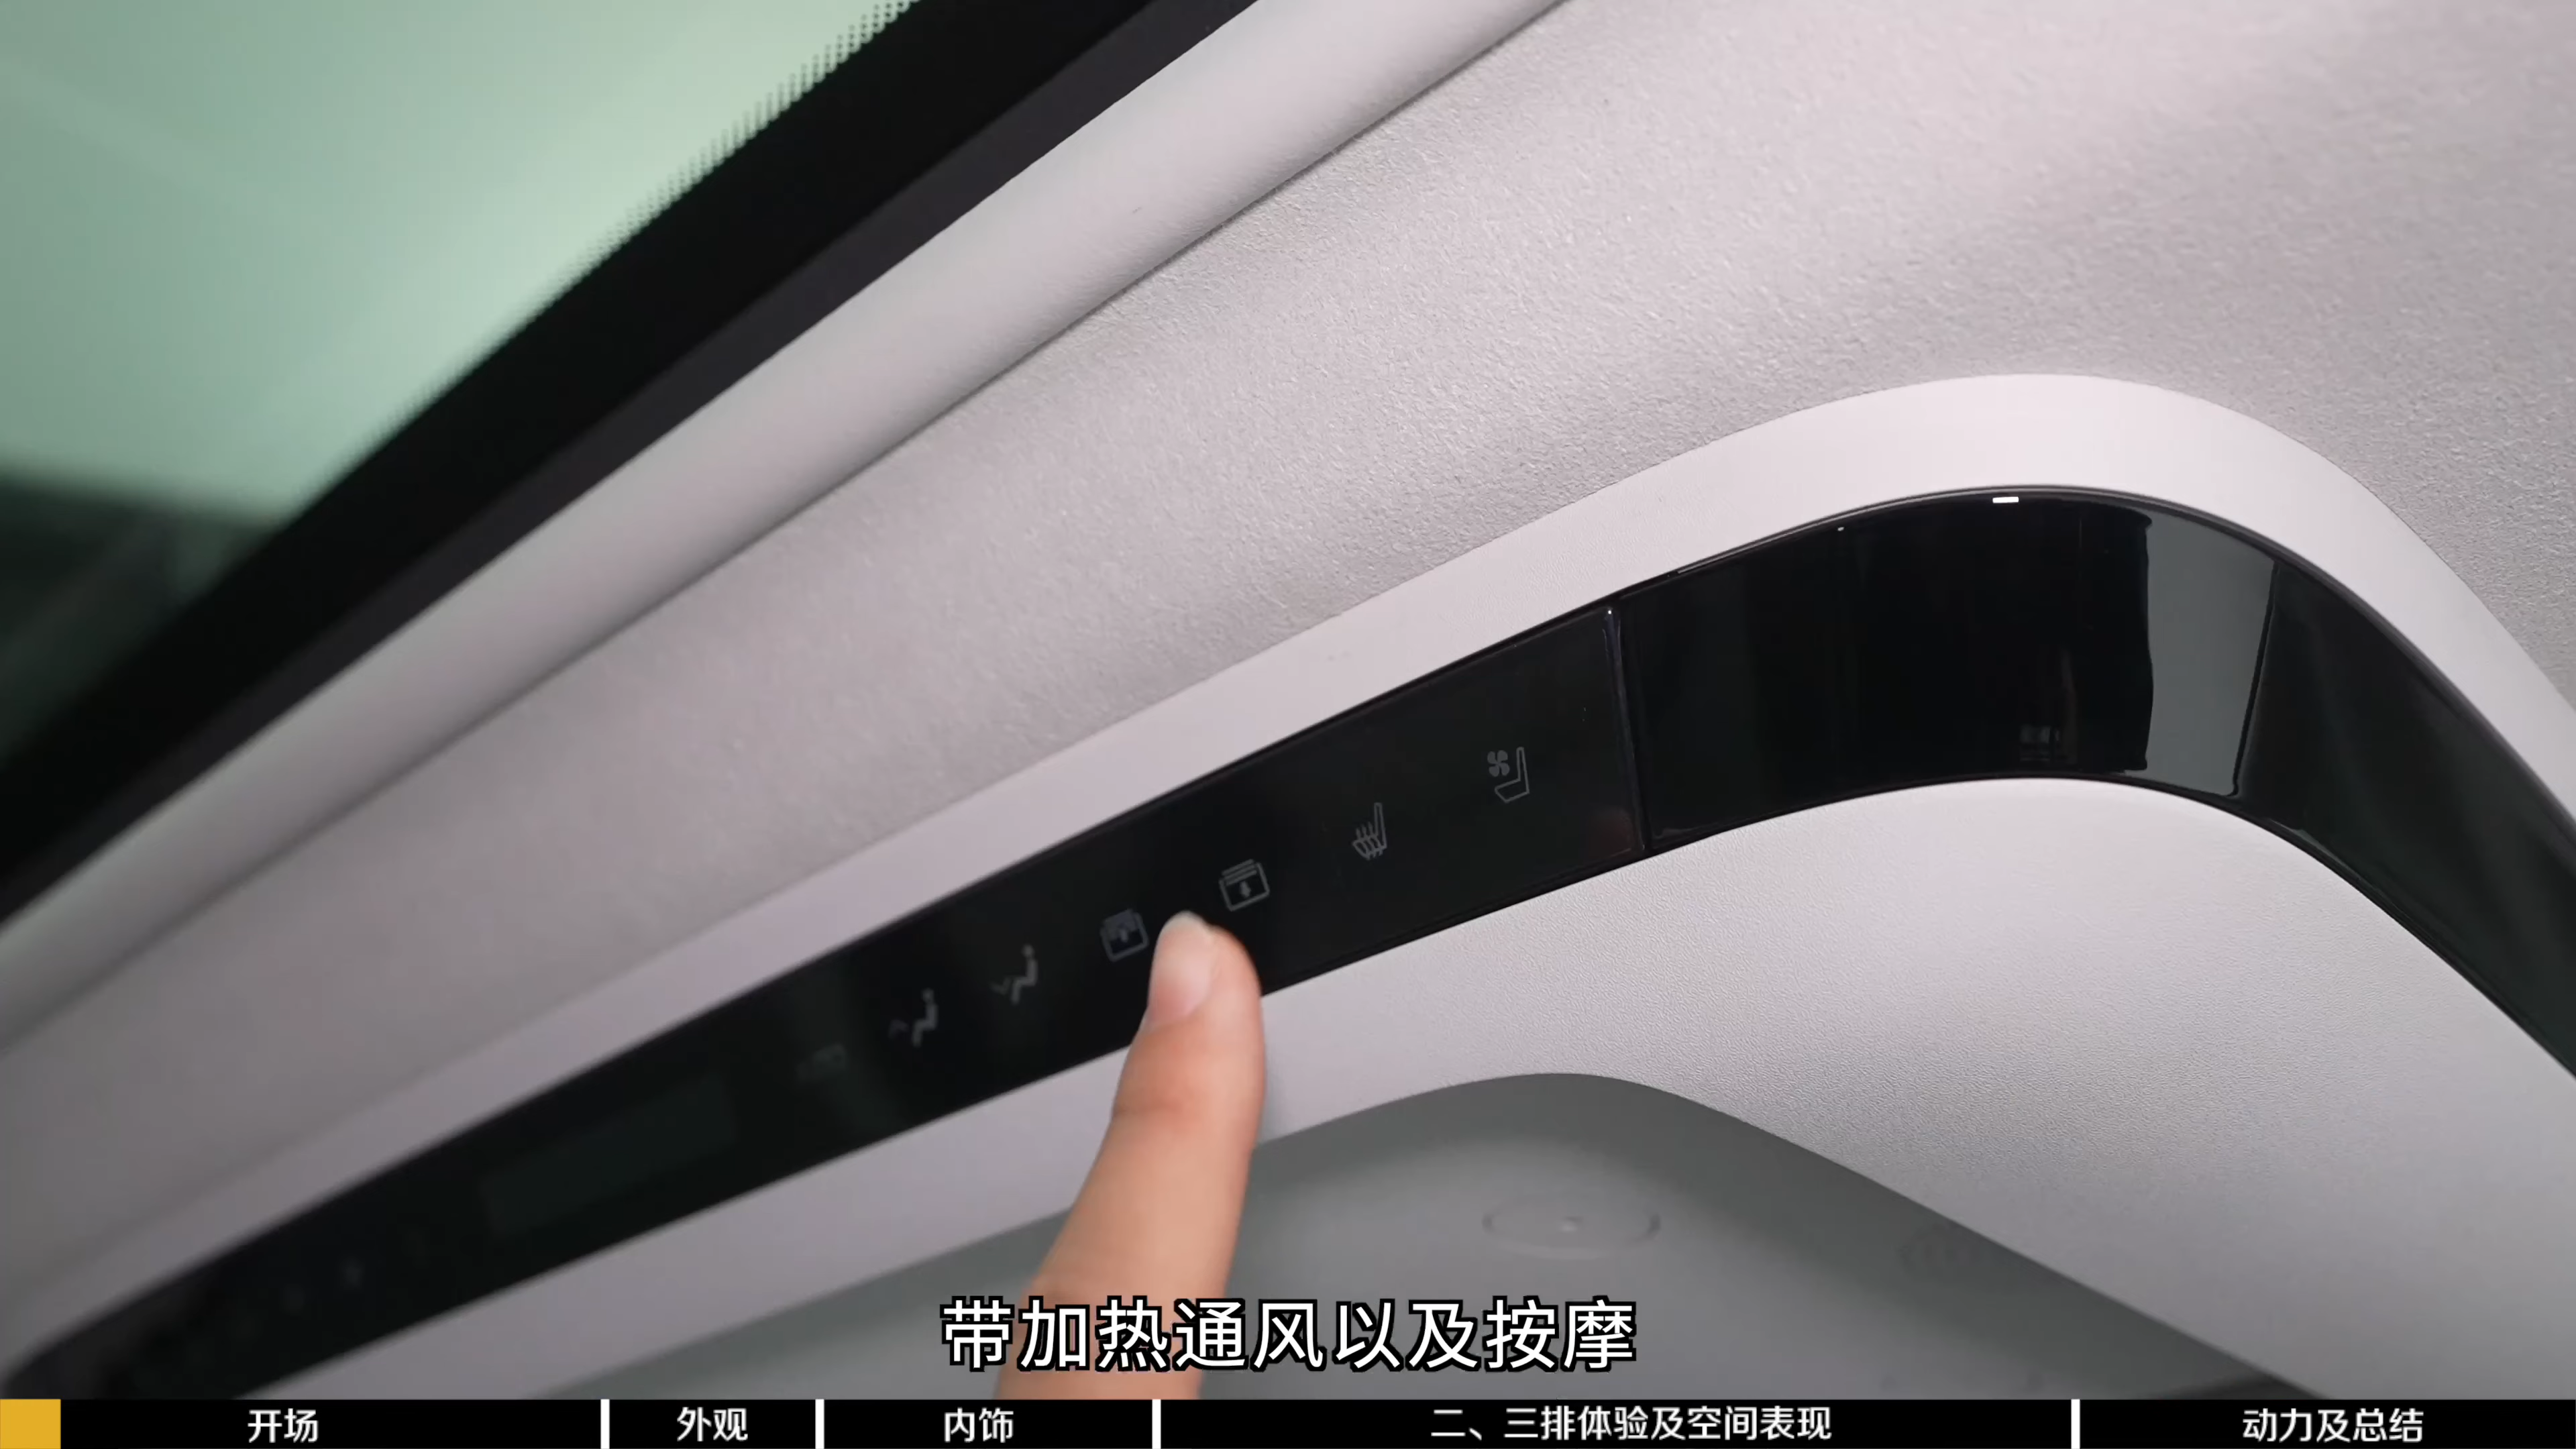 带加热通风以及按摩
开场
外观
内饰
二、三排体验及空间表现
动力及总结